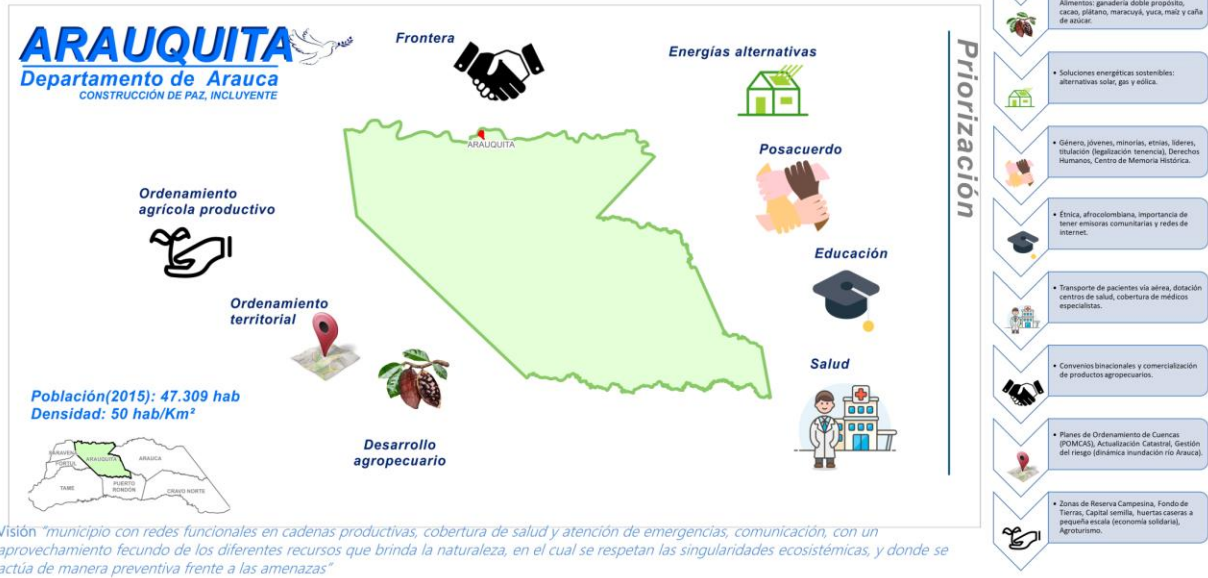 ARAUQUITA
Departamento de Arauca
CONSTRUCCIÓN DE PAZ, INCLUYENTE
Frontera
Energías alternativas
Priorización
ARAUQUITA
Posacuerdo
Ordenamiento
agrícola productivo
Educación
Ordenamiento
territorial
Salud
Población(2015): 47.309 hab
Densidad: 50 hab/Km²
Desarrollo
agropecuario
SARAVENA
FORTUL
ARAUQUITA
ARAUCA
TAME
PUERTO
RONDÓN
CRAVO NORTE
Visión "municipio con redes funcionales en cadenas productivas, cobertura de salud y atención de emergencias, comunicación, con un
aprovechamiento fecundo de los diferentes recursos que brinda la naturaleza, en el cual se respetan las singularidades ecosistémicas, y donde se
actúa de manera preventiva frente a las amenazas"
Alimentos: ganadería doble propósito,
cacao, plátano, maracuyá, yuca, maíz y caña
de azúcar.
• Soluciones energéticas sostenibles:
alternativas solar, gas y eólica.
• Género, jóvenes, minorías, etnias, líderes,
titulación (legalización tenencia), Derechos
Humanos, Centro de Memoria Histórica.
• Étnica, afrocolombiana, importancia de
tener emisoras comunitarias y redes de
internet.
• Transporte de pacientes vía aérea, dotación
centros de salud, cobertura de médicos
especialistas.
• Convenios binacionales y comercialización
de productos agropecuarios.
• Planes de Ordenamiento de Cuencas
(POMCAS), Actualización Catastral, Gestión
del riesgo (dinámica inundación río Arauca).
• Zonas de Reserva Campesina, Fondo de
Tierras, Capital semilla, huertas caseras a
pequeña escala (economía solidaria),
Agroturismo.